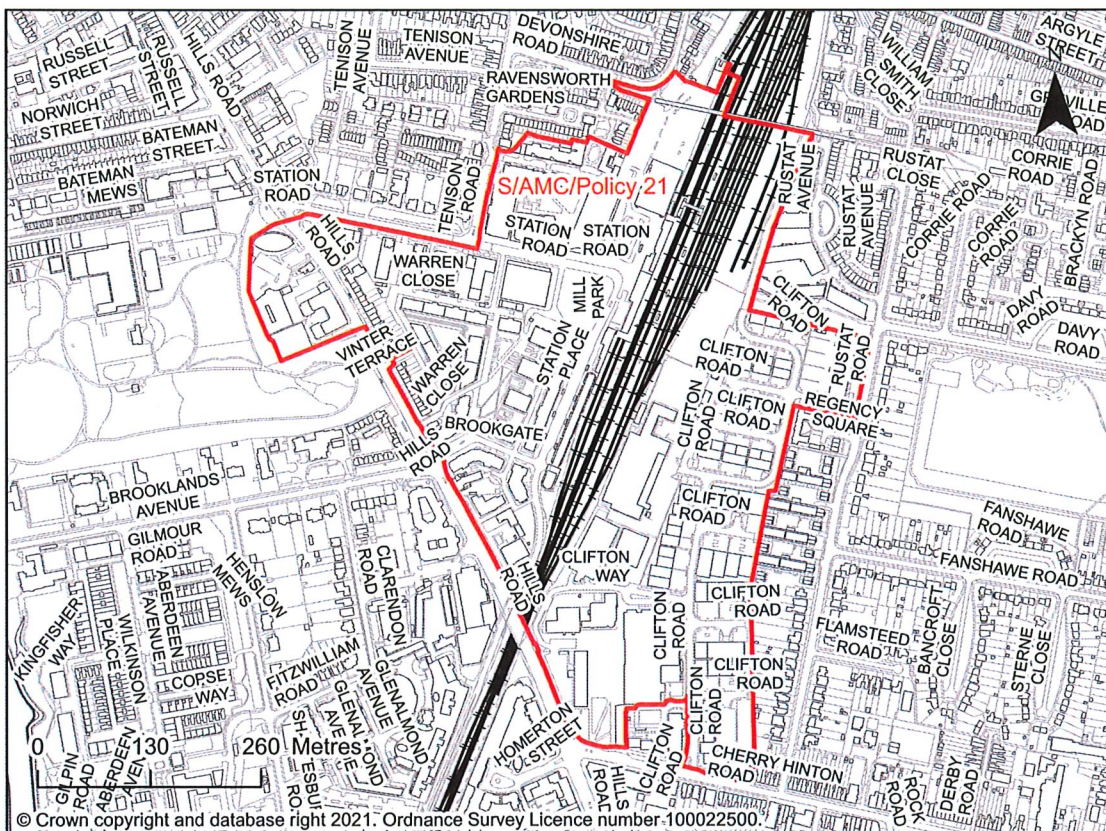 RUSSELL
STREET
RUSSELL
STREET
HILLS ROAD
TENISON
AVENUE
TENISON
AVENUE
DEVONSHIRE
ROAD
RAVENSWORTH
GARDENS
WILLIAM
SMITH
CLOSE
ARGYLE
STREET
N
ROAD
NORWICH
STREET
BATEMAN
STREET
BATEMAN
MEWS
STATION
ROAD
TENISON
ROAD
S/AMC/Policy 21
RUSTAT
AVENUE
RUSTAT
AVENUE
RUSTAT
CLOSE
CORRIE
ROAD
CORRIE ROAD
CORRIE
ROAD
BRACKYN ROAD
HILLS
ROAD
STATION
ROAD
STATION
ROAD
WARREN
CLOSE
MILL
PARK
STATION
PLACE
CLIFTON
ROAD
RUSTAT
ROAD
DAVY
ROAD
DAVY
ROAD
VINTER
TERRACE
WARREN
CLOSE
CLIFTON
ROAD
CLIFTON
ROAD
CLIFTON
ROAD
REGENCY
SQUARE
HILLS
ROAD
BROOKGATE
BROOKLANDS
AVENUE
GILMOUR
ROAD
CLIFTON
ROAD
FANSHAWE
ROAD
FANSHAWE ROAD
KINGFISHER
WAY
WILKINSON
PLACE
ABERDEEN
AVENUE
HENSLOW
MEWS
CLARENDON
ROAD
HILLS
ROAD
CLIFTON
WAY
CLIFTON
ROAD
CLIFTON
ROAD
FLAMSTEED
ROAD
BANCROFT
CLOSE
STERNE
CLOSE
COPSE
WAY
FITZWILLIAM
ROAD
GLENALMOND
AVENUE
CLIFTON
ROAD
CLIFTON
ROAD
HOMERTON
STREET
HILLS
ROAD
CLIFTON
ROAD
CHERRY HINTON
ROAD
ROCK
ROAD
DERBY
ROAD
GILPIN
ROAD
0 130 260 Metres
© Crown copyright and database right 2021. Ordnance Survey Licence number 100022500.